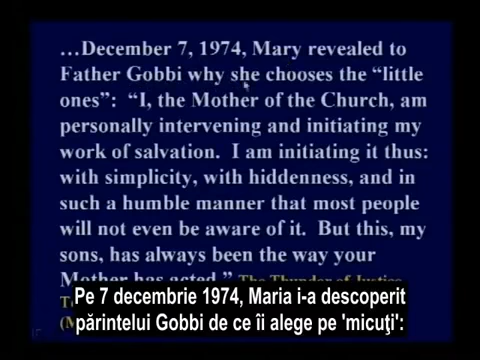 …December 7, 1974, Mary revealed to
Father Gobbi why she chooses the “little
ones”: “I, the Mother of the Church, am
personally intervening and initiating my
work of salvation. I am initiating it thus:
with simplicity, with hiddenness, and in
such a humble manner that most people
will not even be aware of it. But this, my
sons, has always been the way your
Mother has acted.” The Thunder of Justice
Pe 7 decembrie 1974, Maria i-a descoperit
părintelui Gobbi de ce îi alege pe 'micuţi':